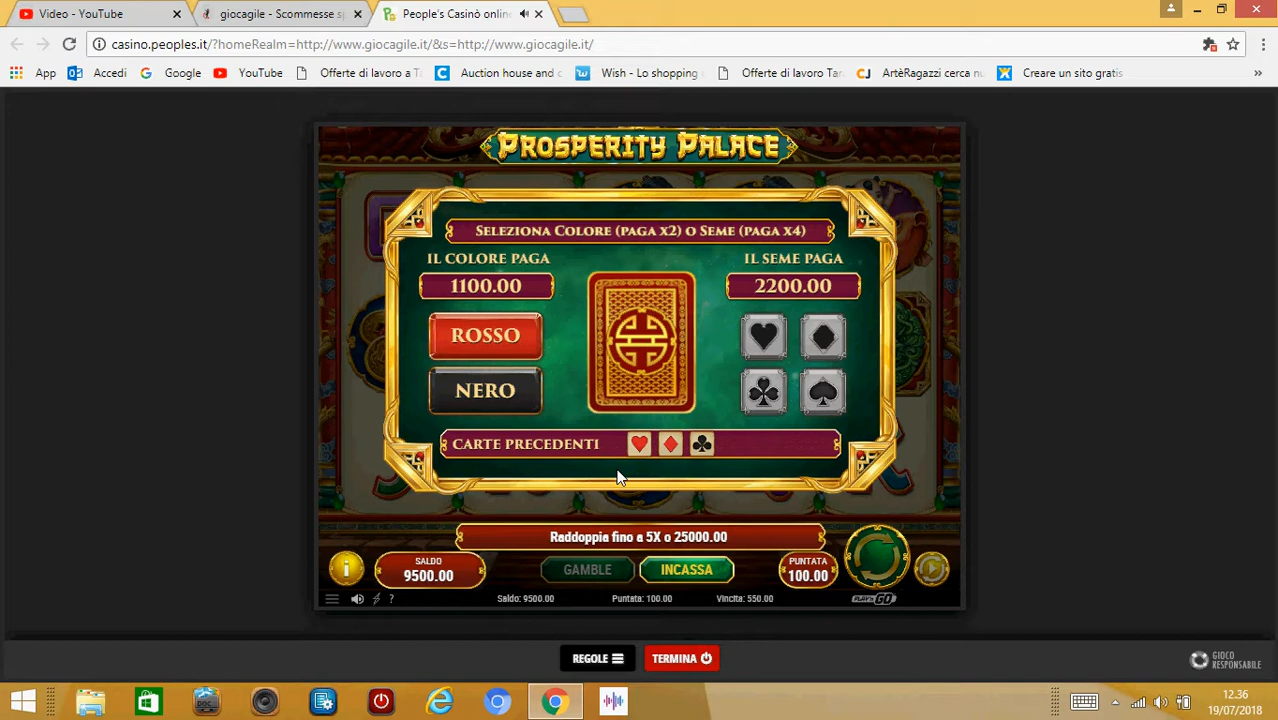 Video - YouTube
giocagile - Scommesse s
People's Casinò online
casino.peoples.it/?homeRealm=http://www.giocagile.it/&s=http://www.giocagile.it/
App Accedi Google YouTube Offerte di lavoro a Ta Auction house and c Wish - Lo shopping Offerte di lavoro Tar ArtèRagazzi cerca nu Creare un sito gratis »
PROSPERITY PALACE
SELEZIONA COLORE (PAGA X2) O SEME (PAGA X4)
IL COLORE PAGA
1100.00
ROSSO
NERO
IL SEME PAGA
2200.00
CARTE PRECEDENTI
Raddoppia fino a 5X o 25000.00
SALDO
9500.00
GAMBLE
INCASSA
PUNTATA
100.00
? Saldo: 9500.00 Puntata: 100.00 Vincita: 550.00 PLAY'N GO
REGOLE
TERMINA
GIOCO
RESPONSABILE
DOC
12.36
19/07/2018